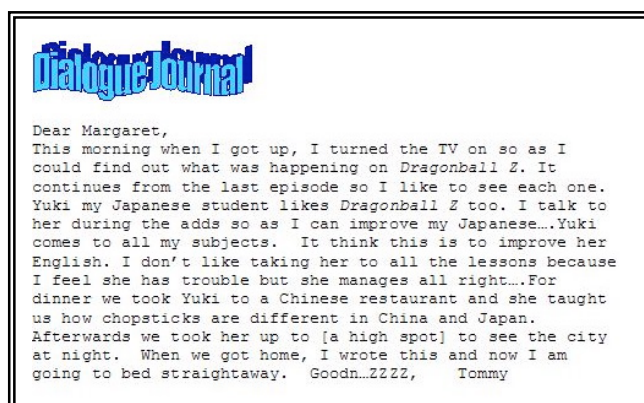 Dialogue Journal
Dear Margaret,
This morning when I got up, I turned the TV on so as I
could find out what was happening on Dragonball Z. It
continues from the last episode so I like to see each one.
Yuki my Japanese student likes Dragonball Z too. I talk to
her during the adds so as I can improve my Japanese….Yuki
comes to all my subjects.  It think this is to improve her
English. I don’t like taking her to all the lessons because
I feel she has trouble but she manages all right….For
dinner we took Yuki to a Chinese restaurant and she taught
us how chopsticks are different in China and Japan.
Afterwards we took her up to [a high spot] to see the city
at night.  When we got home, I wrote this and now I am
going to bed straightaway.  Goodn…ZZZZ,    Tommy